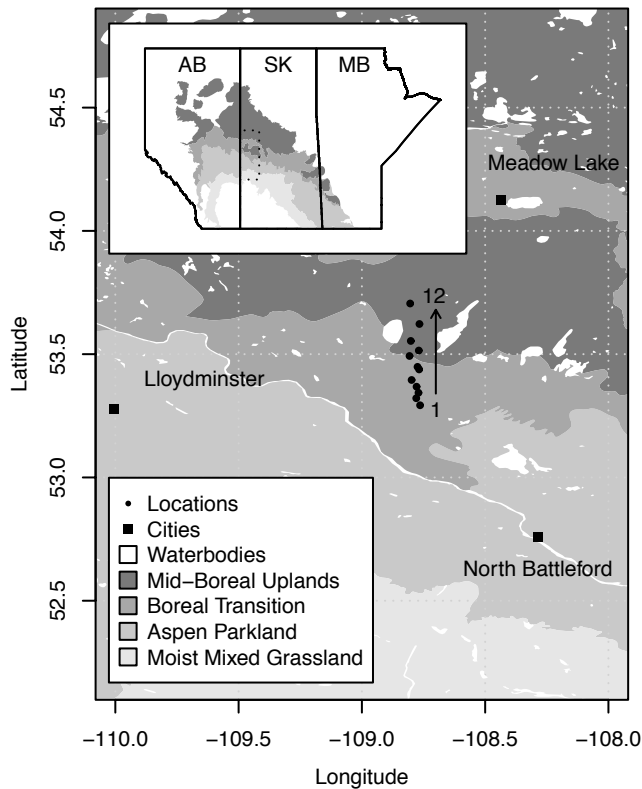 AB
SK
MB
Meadow Lake
12
Lloydminster
1
Locations
Cities
Waterbodies
Mid−Boreal Uplands
Boreal Transition
Aspen Parkland
Moist Mixed Grassland
North Battleford
54.5
54.0
53.5
53.0
52.5
Latitude
−110.0 −109.5 −109.0 −108.5 −108.0
Longitude